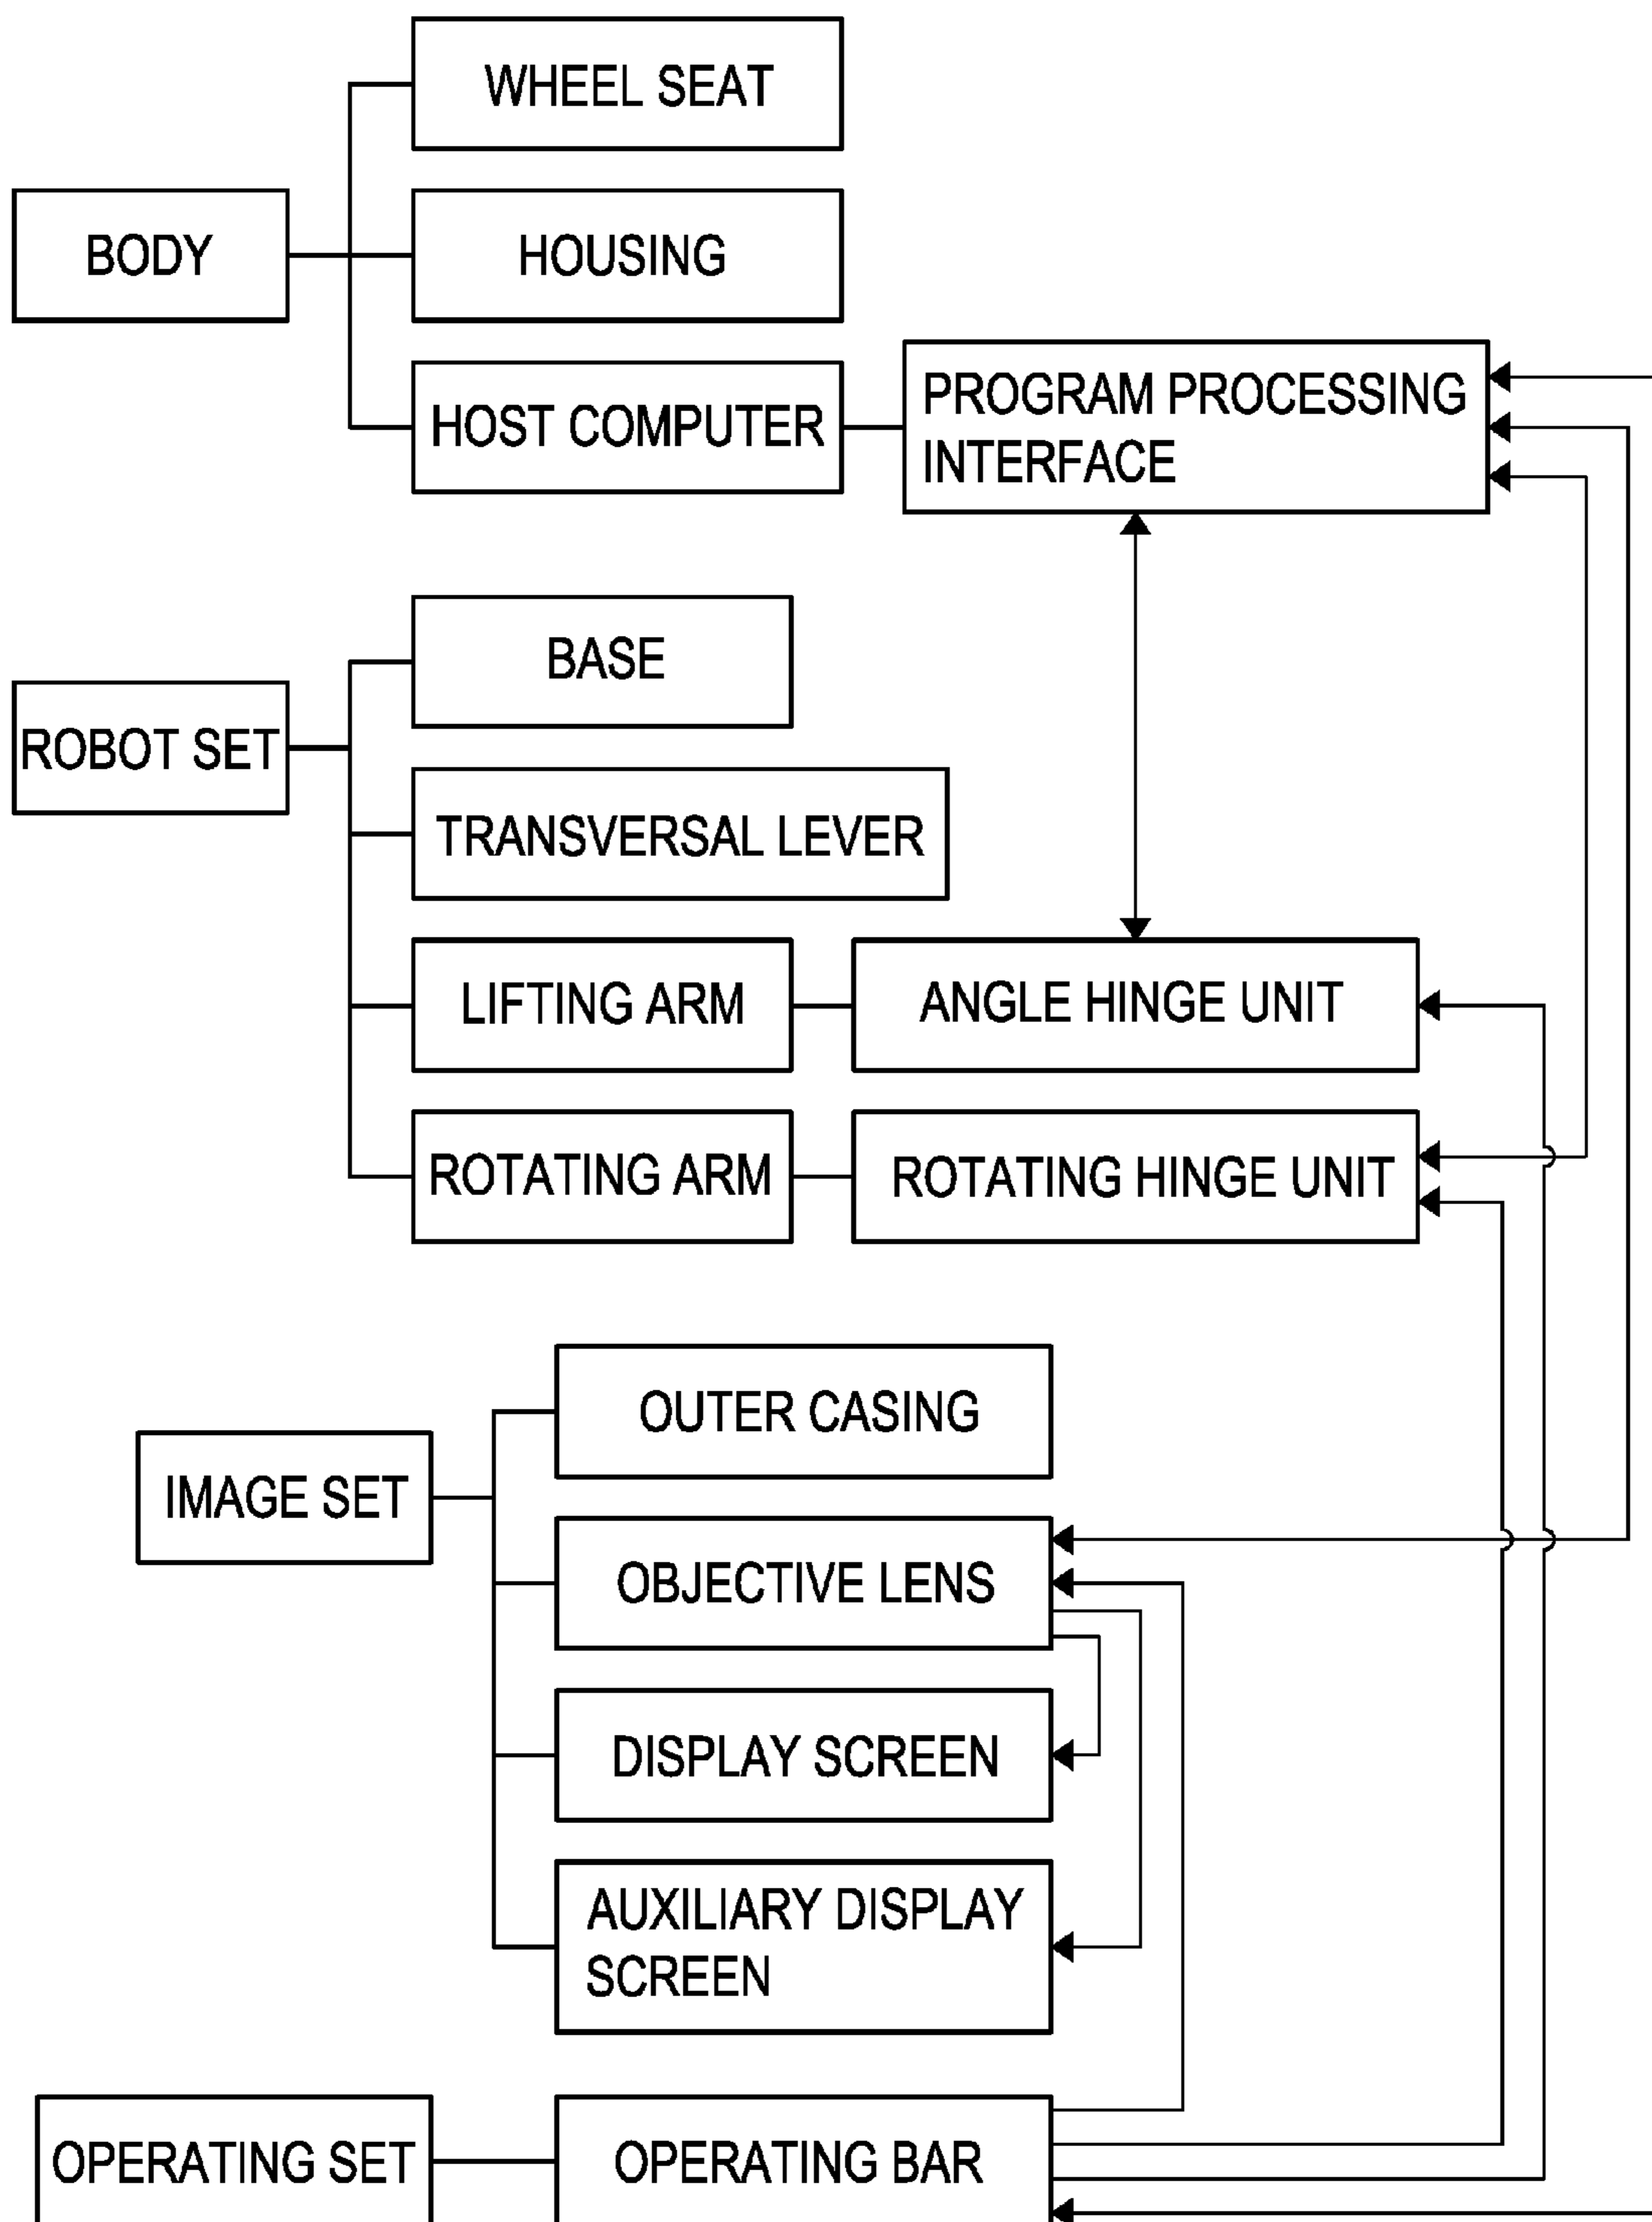 WHEEL SEAT
BODY
HOUSING
HOST COMPUTER
PROGRAM PROCESSING
INTERFACE
BASE
ROBOT SET
TRANSVERSAL LEVER
LIFTING ARM
ANGLE HINGE UNIT
ROTATING ARM
ROTATING HINGE UNIT
OUTER CASING
IMAGE SET
OBJECTIVE LENS
DISPLAY SCREEN
AUXILIARY DISPLAY
SCREEN
OPERATING SET
OPERATING BAR